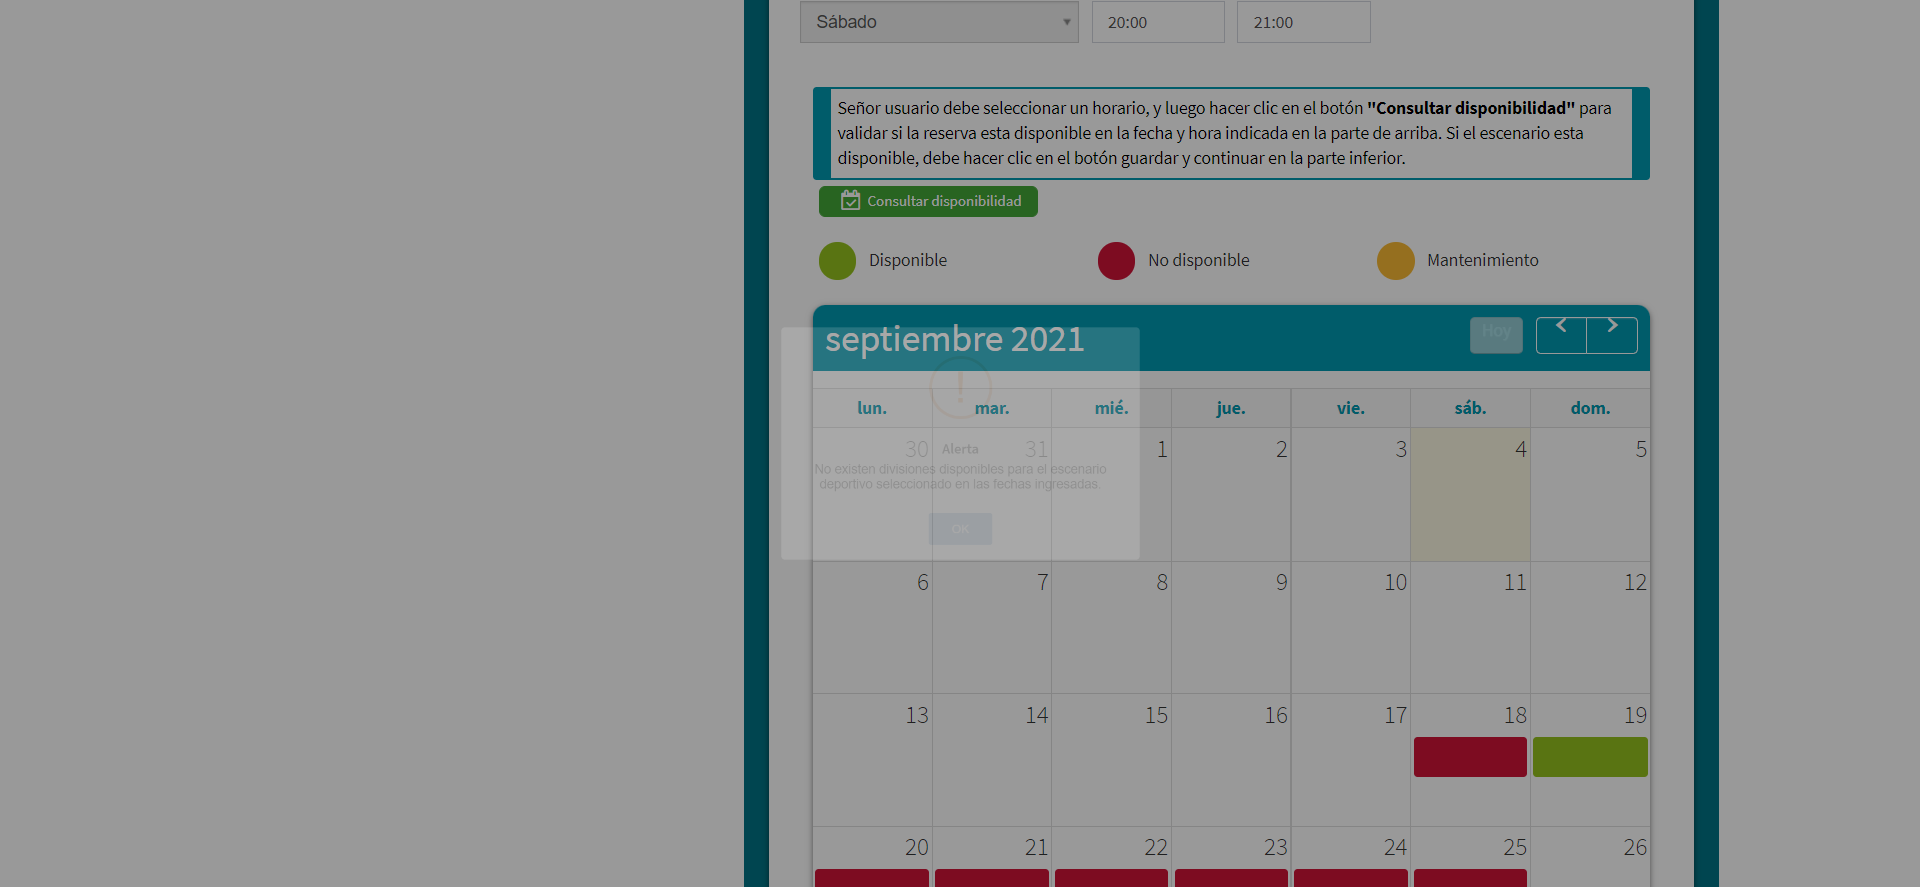 Sábado 20:00 21:00
Señor usuario debe seleccionar un horario, y luego hacer clic en el botón "Consultar disponibilidad" para
validar si la reserva esta disponible en la fecha y hora indicada en la parte de arriba. Si el escenario esta
disponible, debe hacer clic en el botón guardar y continuar en la parte inferior.
Consultar disponibilidad
Disponible No disponible Mantenimiento
septiembre 2021 Hoy < >
lun. mar. mié. jue. vie. sáb. dom.
30 31 1 2 3 4 5
Alerta
No existen divisiones disponibles para el escenario
deportivo seleccionado en las fechas ingresadas.
OK
6 7 8 9 10 11 12
13 14 15 16 17 18 19
20 21 22 23 24 25 26